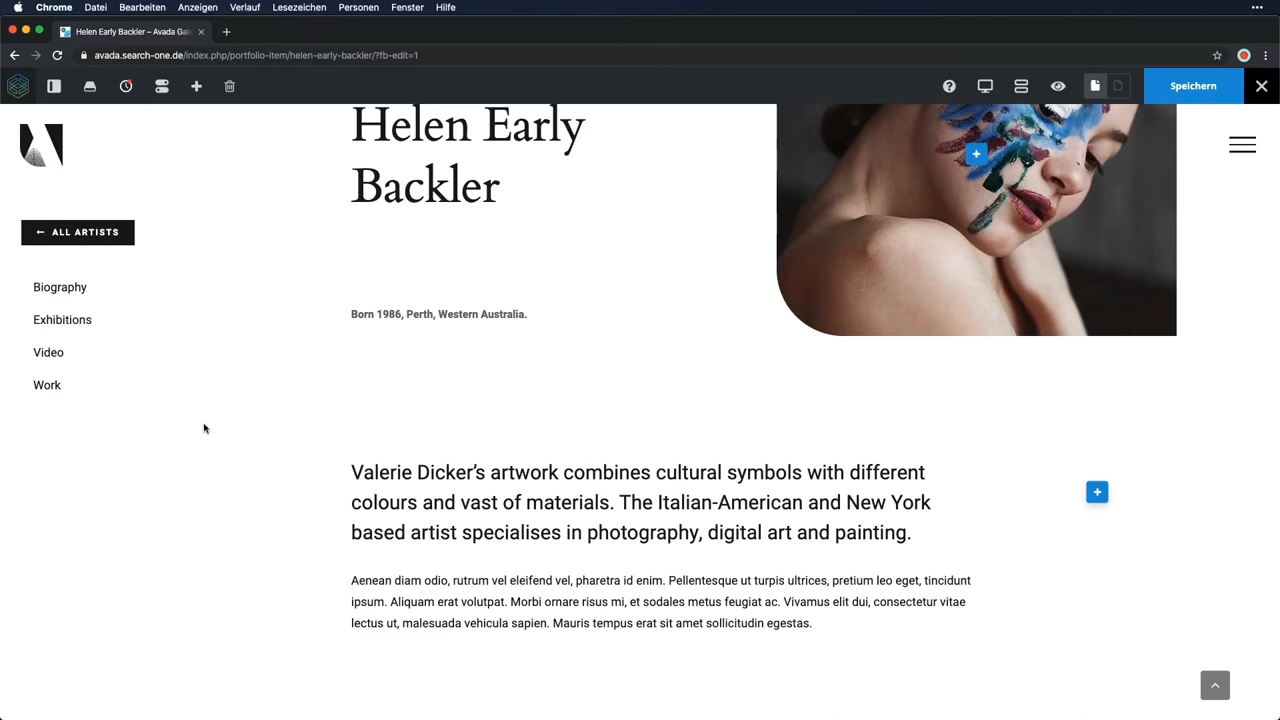 Chrome Datei Bearbeiten Anzeigen Verlauf Lesezeichen Personen Fenster Hilfe
Helen Early Backler – Avada Gal
avada.search-one.de/index.php/portfolio-item/helen-early-backler/?fb-edit=1
Speichern
Helen Early
Backler
← ALL ARTISTS
Biography
Exhibitions
Video
Work
Born 1986, Perth, Western Australia.
Valerie Dicker’s artwork combines cultural symbols with different
colours and vast of materials. The Italian-American and New York
based artist specialises in photography, digital art and painting.
Aenean diam odio, rutrum vel eleifend vel, pharetra id enim. Pellentesque ut turpis ultrices, pretium leo eget, tincidunt
ipsum. Aliquam erat volutpat. Morbi ornare risus mi, et sodales metus feugiat ac. Vivamus elit dui, consectetur vitae
lectus ut, malesuada vehicula sapien. Mauris tempus erat sit amet sollicitudin egestas.